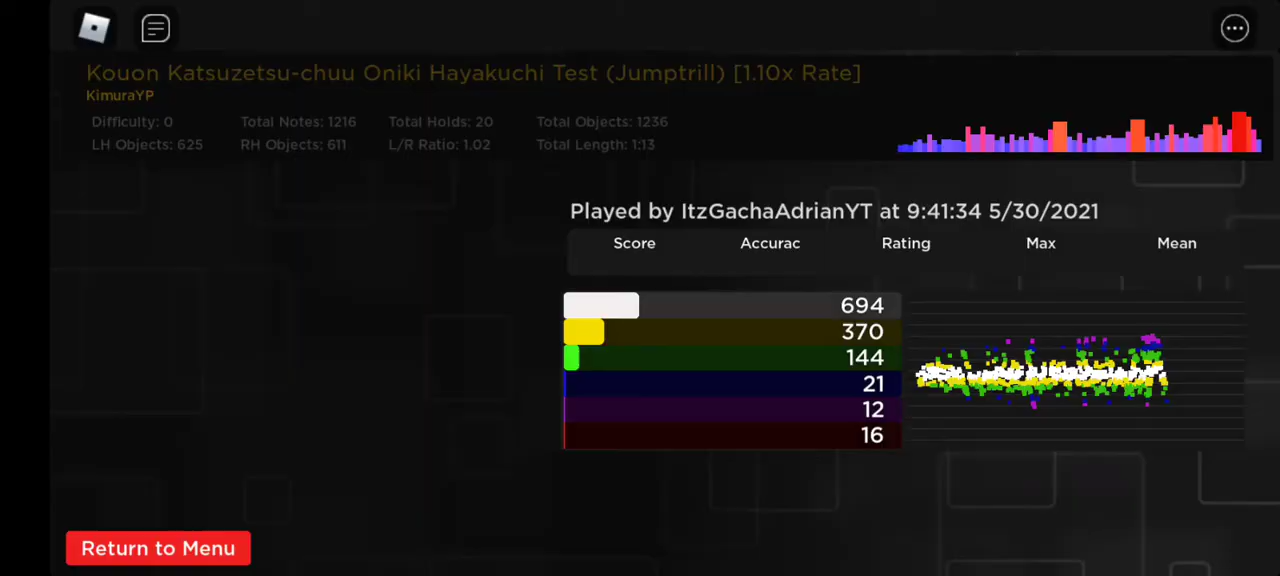 Kouon Katsuzetsu-chuu Oniki Hayakuchi Test (Jumptrill) [1.10x Rate]
KimuraYP
Difficulty: 0 Total Notes: 1216 Total Holds: 20 Total Objects: 1236
LH Objects: 625 RH Objects: 611 L/R Ratio: 1.02 Total Length: 1:13
Played by ItzGachaAdrianYT at 9:41:34 5/30/2021
Score Accurac Rating Max Mean
694
370
144
21
12
16
Return to Menu